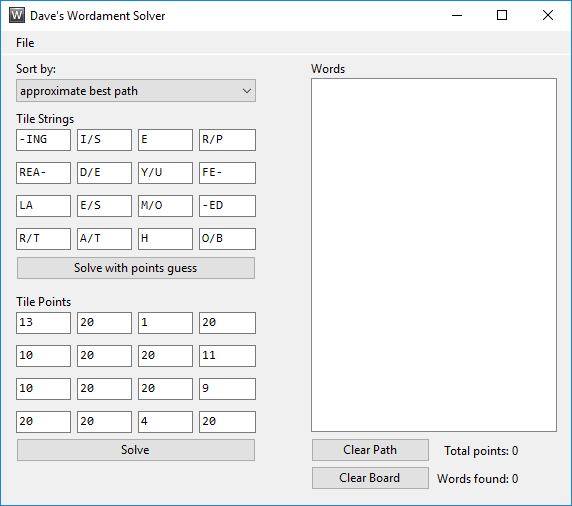 W Dave's Wordament Solver
File
Sort by:
approximate best path
Tile Strings
-ING I/S E R/P
REA- D/E Y/U FE-
LA E/S M/O -ED
R/T A/T H O/B
Solve with points guess
Tile Points
13 20 1 20
10 20 20 11
10 20 20 9
20 20 4 20
Solve
Words
Clear Path Total points: 0
Clear Board Words found: 0